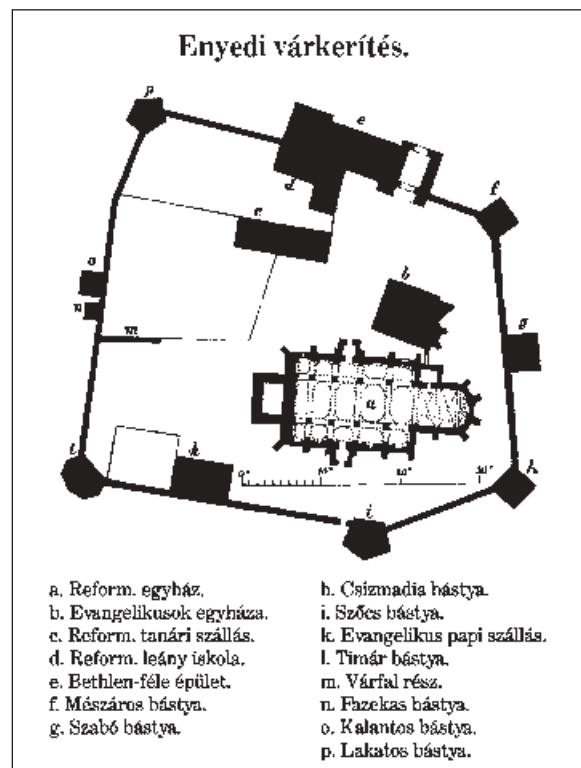 Enyedi várkerítés.
p
e
f
d
c
o
b
n
g
m
a
l
k
h
i
a. Reform. egyház.
b. Evangelikusok egyháza.
c. Reform. tanári szállás.
d. Reform. leány iskola.
e. Bethlen-féle épület.
f. Mészáros bástya.
g. Szabó bástya.
h. Csizmadia bástya.
i. Szőcs bástya.
k. Evangelikus papi szállás.
l. Timár bástya.
m. Várfal rész.
n. Fazekas bástya.
o. Kalantos bástya.
p. Lakatos bástya.